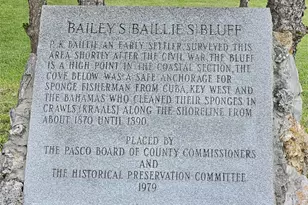 BAILEY'S (BAILLIE'S) BLUFF
P. K. BAILLIE, AN EARLY SETTLER, SURVEYED THIS
AREA SHORTLY AFTER THE CIVIL WAR. THE BLUFF
IS A HIGH POINT IN THE COASTAL SECTION, THE
COVE BELOW WAS A SAFE ANCHORAGE FOR
SPONGE FISHERMAN FROM CUBA, KEY WEST AND
THE BAHAMAS WHO CLEANED THEIR SPONGES IN
CRAWLS (KRAALS) ALONG THE SHORELINE FROM
ABOUT 1870 UNTIL 1890.
PLACED BY
THE PASCO BOARD OF COUNTY COMMISSIONERS
AND
THE HISTORICAL PRESERVATION COMMITTEE
1979